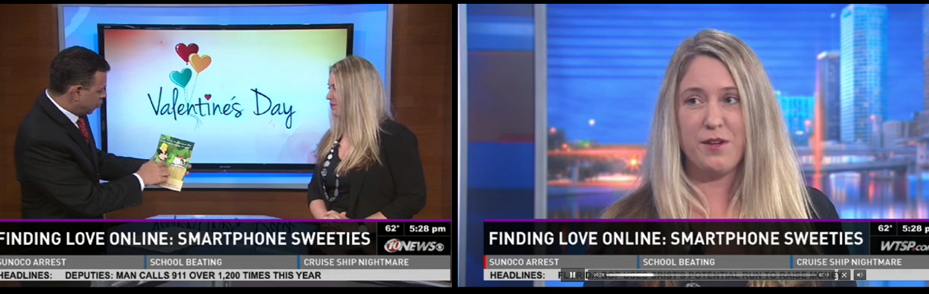 Valentine's Day
62° 5:28 pm
FINDING LOVE ONLINE: SMARTPHONE SWEETIES
10NEWS
SUNOCO ARREST SCHOOL BEATING CRUISE SHIP NIGHTMARE
HEADLINES: DEPUTIES: MAN CALLS 911 OVER 1,200 TIMES THIS YEAR
62° 5:28 p
FINDING LOVE ONLINE: SMARTPHONE SWEETIES
WTSP.co
SUNOCO ARREST SCHOOL BEATING CRUISE SHIP NIGHTMARE
HEADLINES: